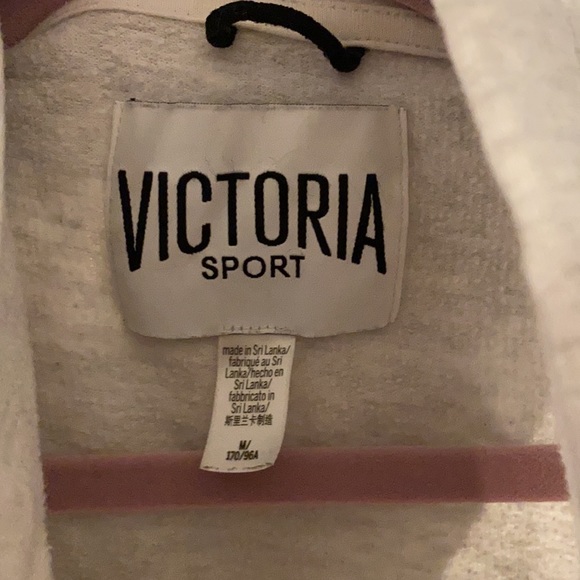 VICTORIA
SPORT
made in Sri Lanka/
fabriqué au Sri
Lanka/hecho en
Sri Lanka/
fabbricato in
Sri Lanka/
斯里兰卡制造
M/
170/96A